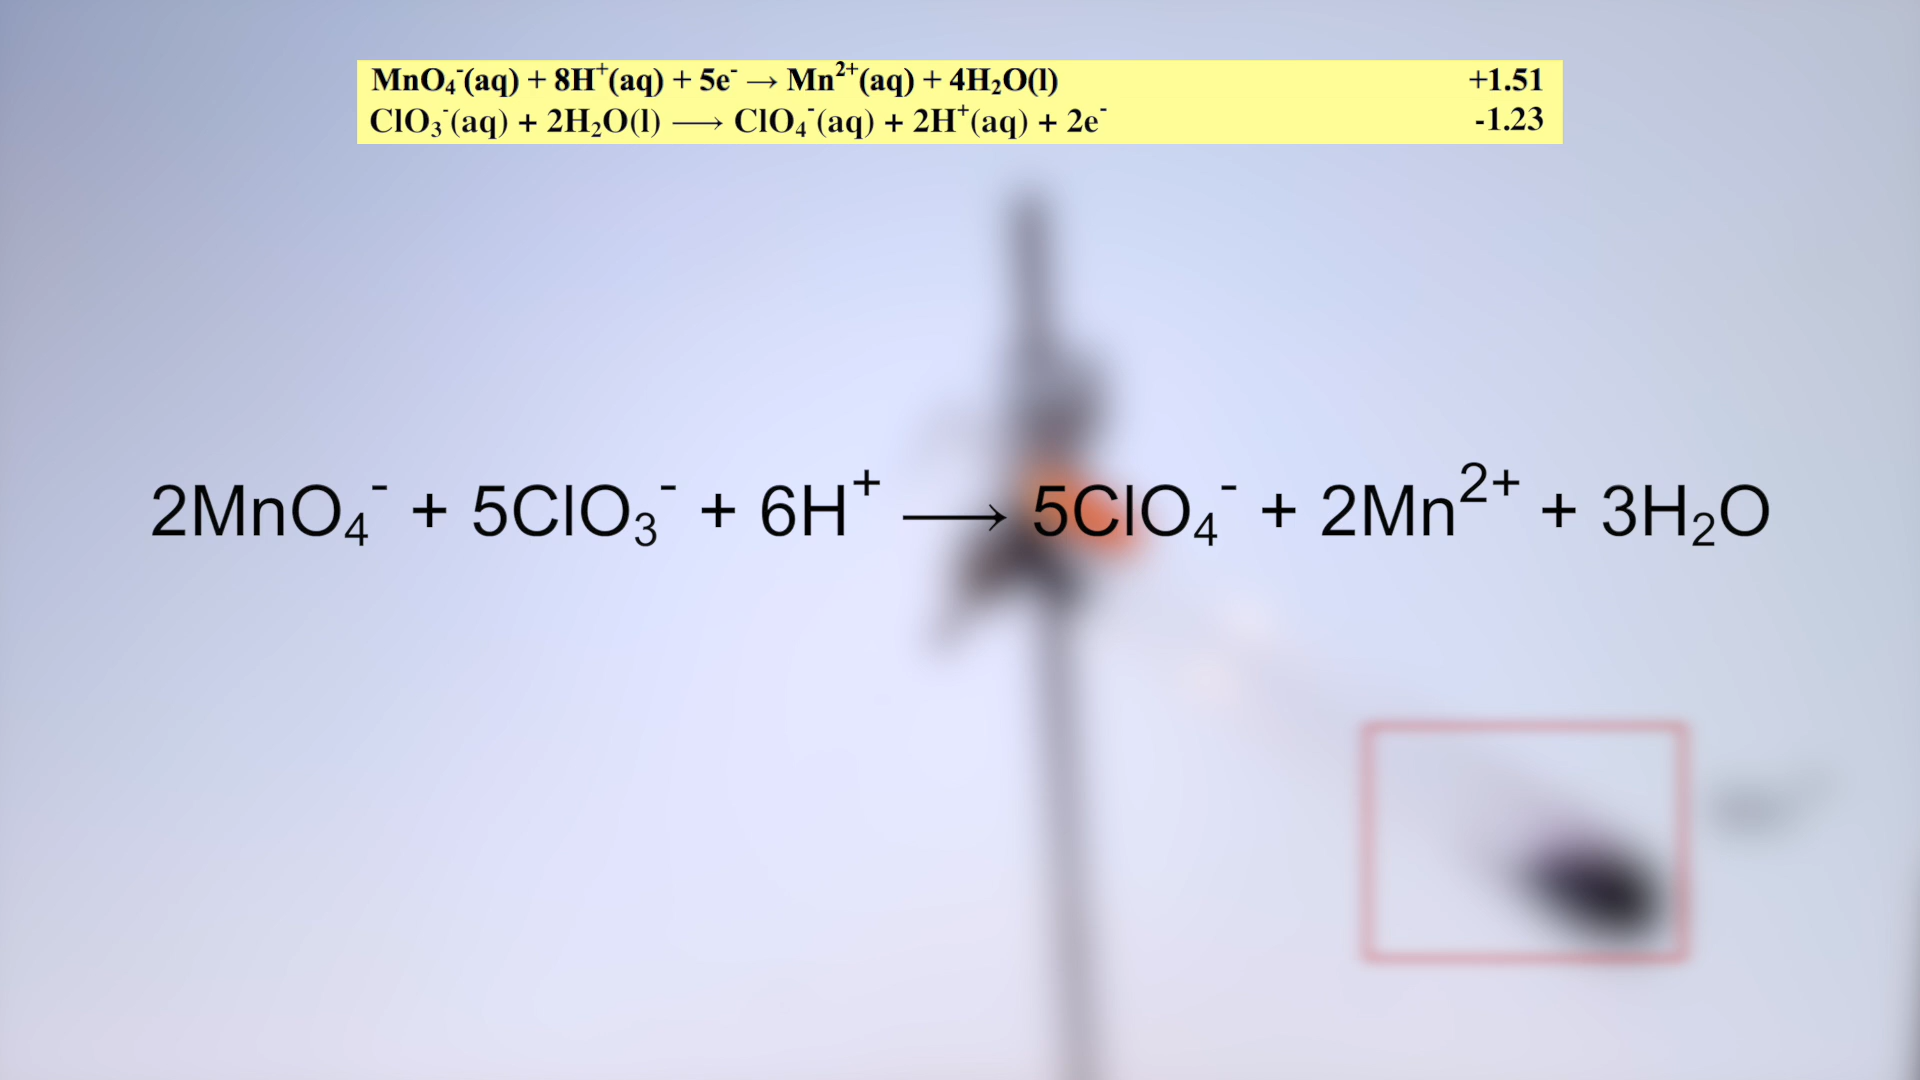 MnO₄⁻(aq) + 8H⁺(aq) + 5e⁻ → Mn²⁺(aq) + 4H₂O(l) +1.51
ClO₃⁻(aq) + 2H₂O(l) ⟶ ClO₄⁻(aq) + 2H⁺(aq) + 2e⁻ -1.23
2MnO₄⁻ + 5ClO₃⁻ + 6H⁺ ⟶ 5ClO₄⁻ + 2Mn²⁺ + 3H₂O